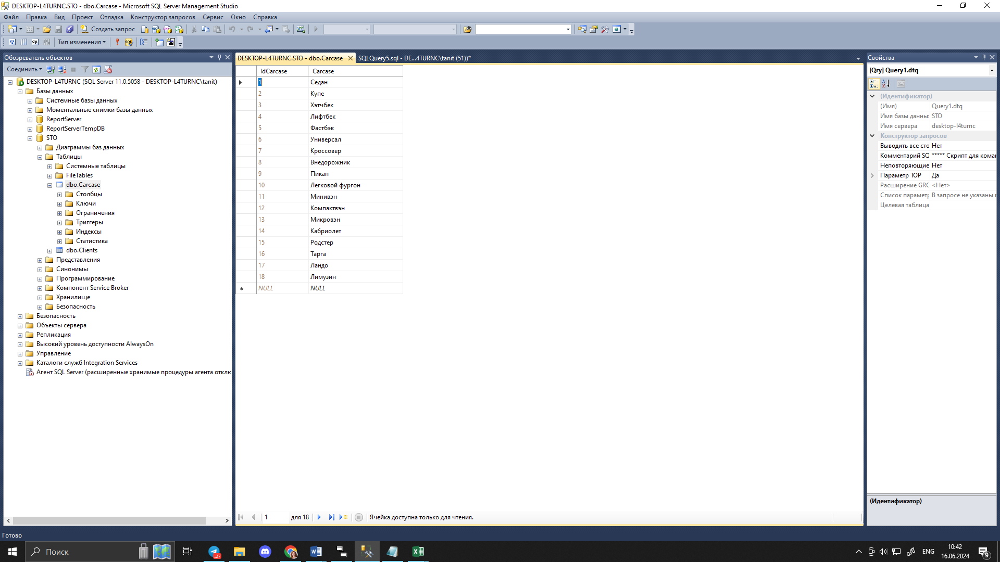 DESKTOP-L4TURNC.STO - dbo.Carcase - Microsoft SQL Server Management Studio
Файл Правка Вид Проект Отладка Конструктор запросов Сервис Окно Справка
Создать запрос
Тип изменения
Обозреватель объектов
Соединить
DESKTOP-L4TURNC (SQL Server 11.0.5058 - DESKTOP-L4TURNC\tanit)
Базы данных
Системные базы данных
Моментальные снимки базы данных
ReportServer
ReportServerTempDB
STO
Диаграммы баз данных
Таблицы
Системные таблицы
FileTables
dbo.Carcase
Столбцы
Ключи
Ограничения
Триггеры
Индексы
Статистика
dbo.Clients
Представления
Синонимы
Программирование
Компонент Service Broker
Хранилище
Безопасность
Безопасность
Объекты сервера
Репликация
Высокий уровень доступности AlwaysOn
Управление
Каталоги служб Integration Services
Агент SQL Server (расширенные хранимые процедуры агента отклю
DESKTOP-L4TURNC.STO - dbo.Carcase SQLQuery5.sql - DE...4TURNC\tanit (51))*
IdCarcase Carcase
1 Седан
2 Купе
3 Хэтчбек
4 Лифтбек
5 Фастбэк
6 Универсал
7 Кроссовер
8 Внедорожник
9 Пикап
10 Легковой фургон
11 Минивэн
12 Компактвэн
13 Микровэн
14 Кабриолет
15 Родстер
16 Тарга
17 Ландо
18 Лимузин
NULL NULL
1 для 18 Ячейка доступна только для чтения.
Свойства
[Qry] Query1.dtq
(Идентификатор)
(Имя) Query1.dtq
Имя базы данны STO
Имя сервера desktop-l4turnc
Конструктор запросов
Выводить все сто Нет
Комментарий SQ ***** Скрипт для кома
Неповторяющие Нет
Параметр TOP Да
Расширение GRO <Нет>
Список парамет В запросе не указаны
Целевая таблица
(Идентификатор)
Готово
Поиск
27
ENG
10:42
16.06.2024
9